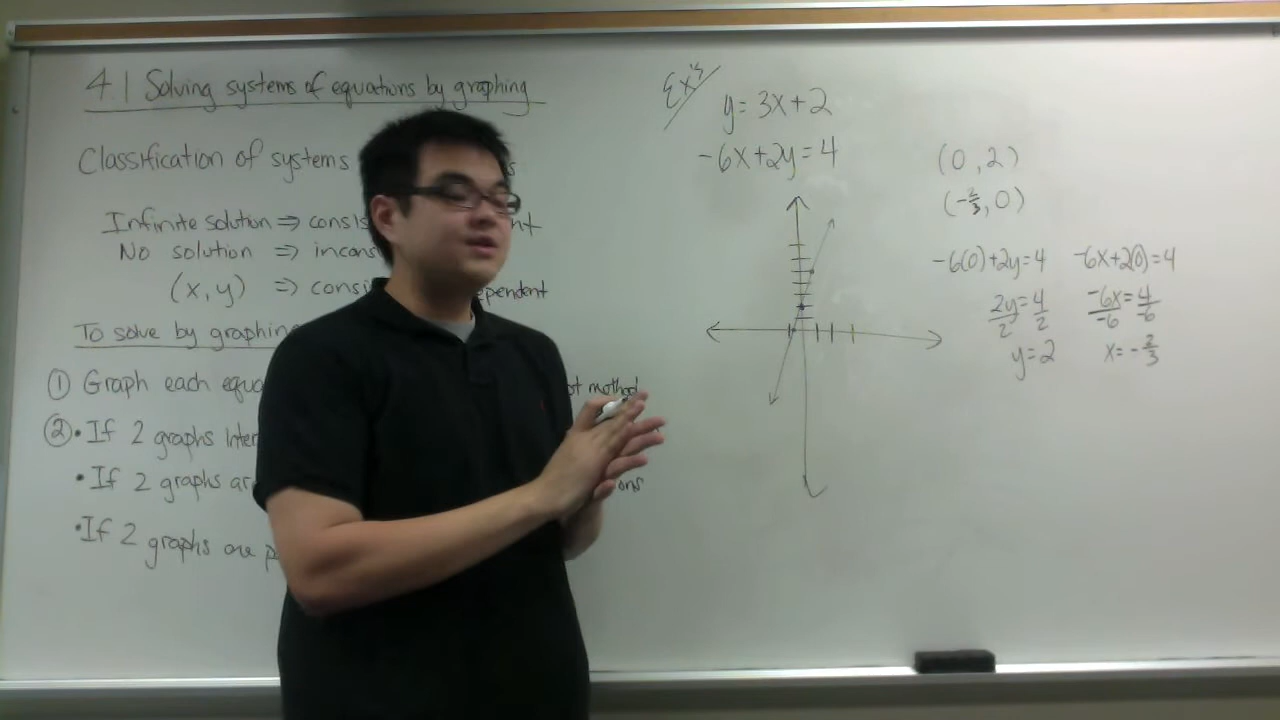 4.1 Solving systems of equations by graphing
Classification of systems
Infinite solution ⇒ consis
No solution ⇒ incons
(x, y) ⇒ consi pendent
To solve by graphing
① Graph each equa method
② • If 2 graphs inter
• If 2 graphs ar ons
• If 2 graphs are p
Ex's
y = 3x + 2
-6x + 2y = 4
(0, 2)
(-2/3, 0)
-6(0) + 2y = 4
2y/2 = 4/2
y = 2
-6x + 2(0) = 4
-6x/-6 = 4/-6
x = -2/3